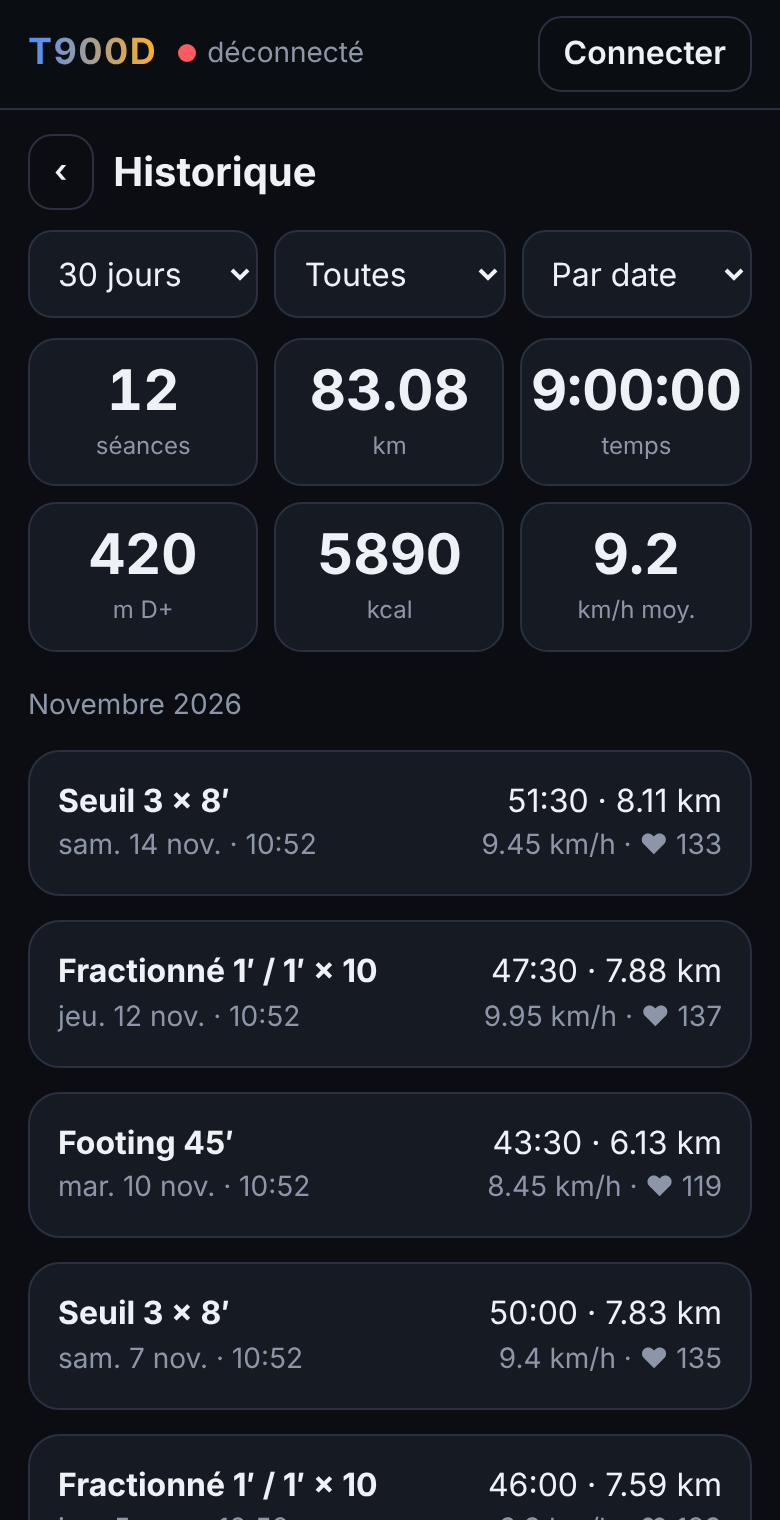 T900D déconnecté Connecter
‹ Historique
30 jours Toutes Par date
12 83.08 9:00:00
séances km temps
420 5890 9.2
m D+ kcal km/h moy.
Novembre 2026
Seuil 3 × 8′ 51:30 · 8.11 km
sam. 14 nov. · 10:52 9.45 km/h · ♥ 133
Fractionné 1′ / 1′ × 10 47:30 · 7.88 km
jeu. 12 nov. · 10:52 9.95 km/h · ♥ 137
Footing 45′ 43:30 · 6.13 km
mar. 10 nov. · 10:52 8.45 km/h · ♥ 119
Seuil 3 × 8′ 50:00 · 7.83 km
sam. 7 nov. · 10:52 9.4 km/h · ♥ 135
Fractionné 1′ / 1′ × 10 46:00 · 7.59 km